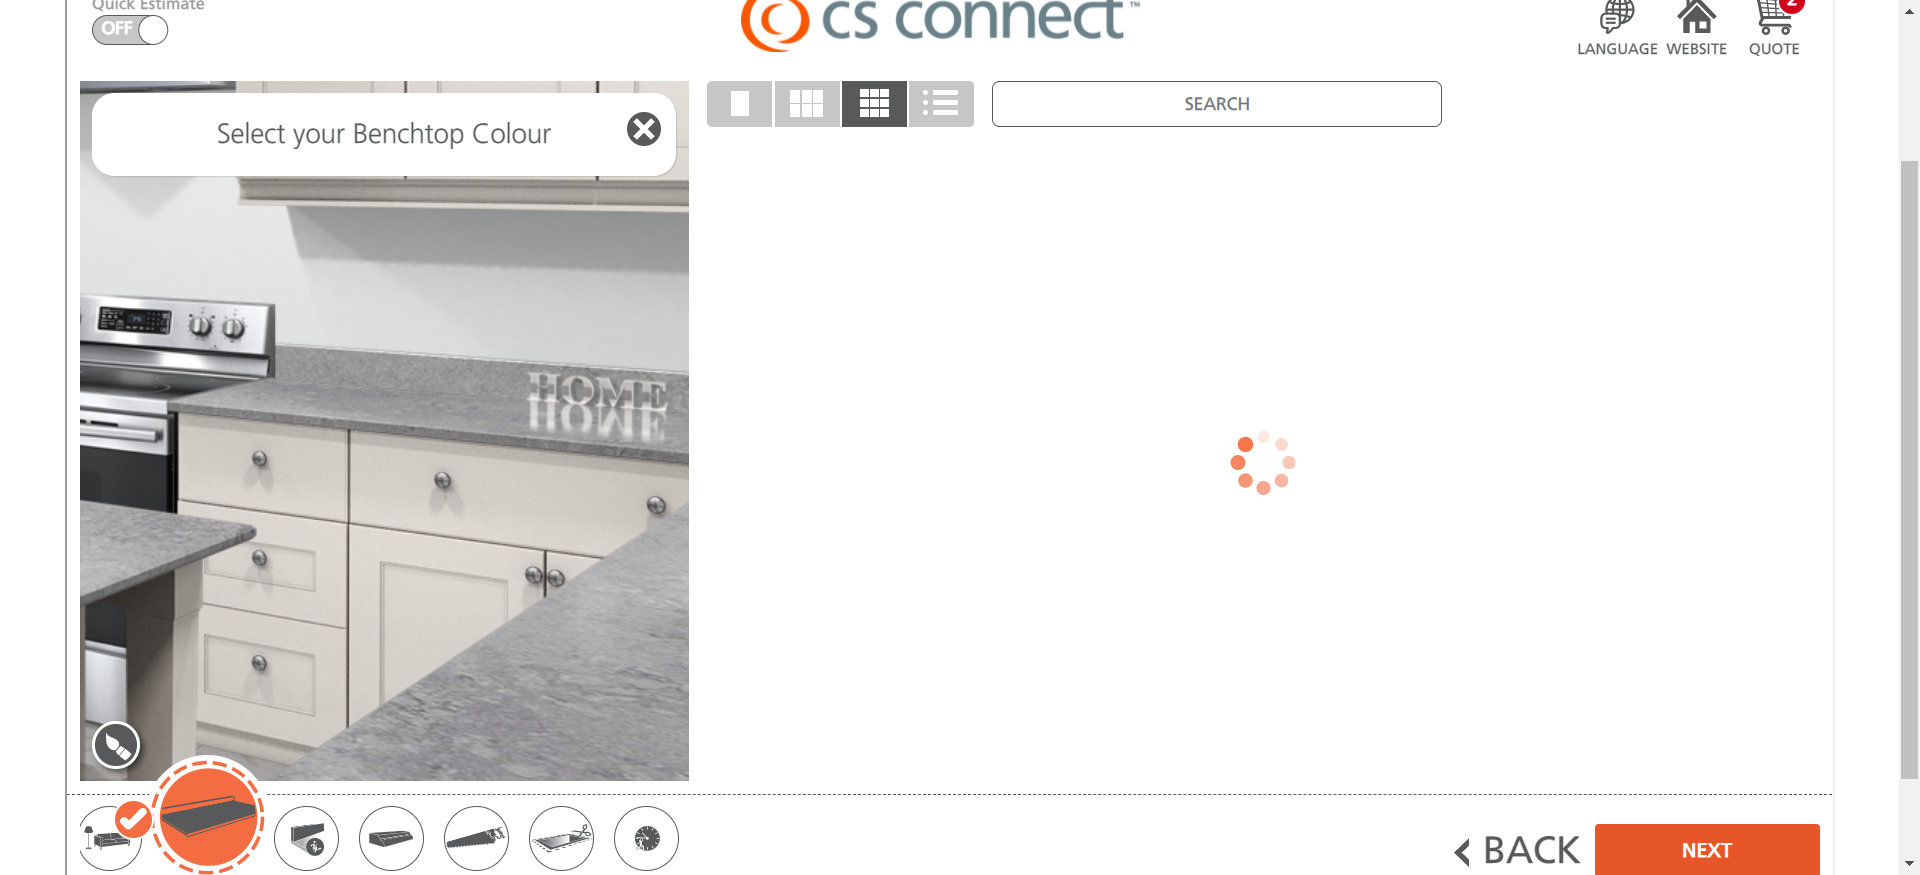 Quick Estimate
OFF
cs connect™
LANGUAGE
WEBSITE
2
QUOTE
Select your Benchtop Colour
SEARCH
HOME
BACK
NEXT